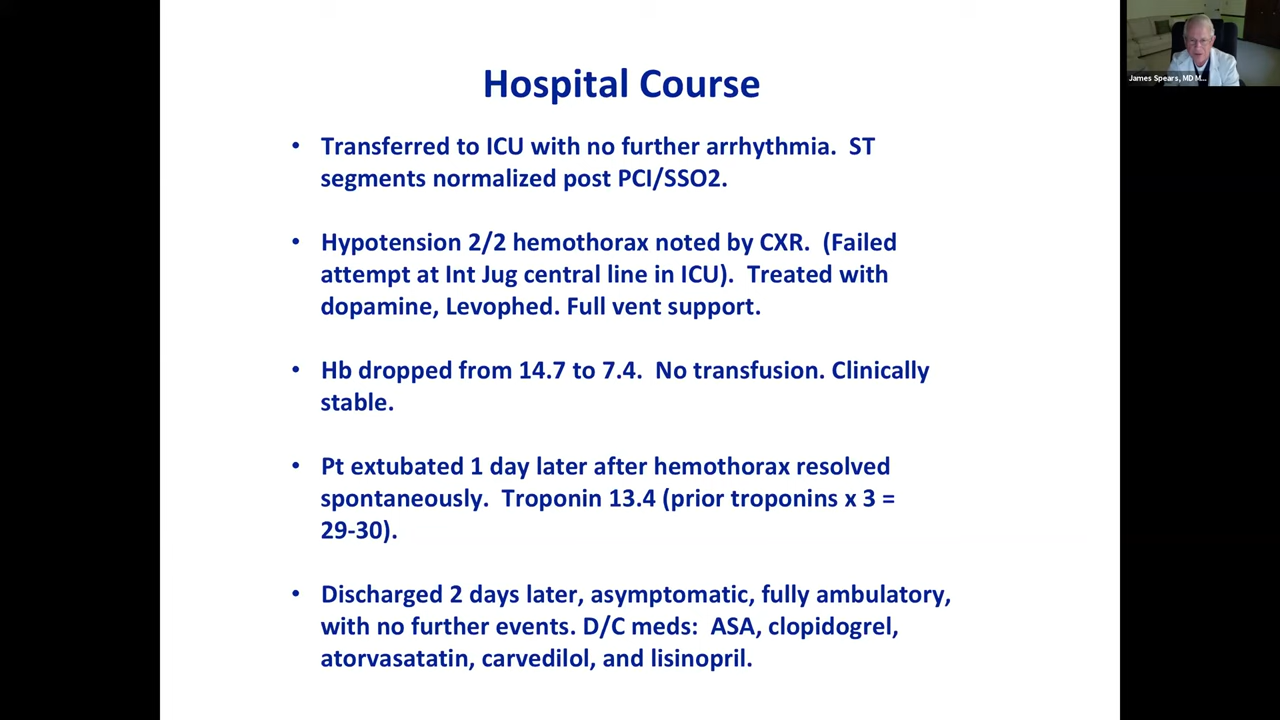 Hospital Course
• Transferred to ICU with no further arrhythmia. ST
segments normalized post PCI/SSO2.
• Hypotension 2/2 hemothorax noted by CXR. (Failed
attempt at Int Jug central line in ICU). Treated with
dopamine, Levophed. Full vent support.
• Hb dropped from 14.7 to 7.4. No transfusion. Clinically
stable.
• Pt extubated 1 day later after hemothorax resolved
spontaneously. Troponin 13.4 (prior troponins x 3 =
29-30).
• Discharged 2 days later, asymptomatic, fully ambulatory,
with no further events. D/C meds: ASA, clopidogrel,
atorvasatatin, carvedilol, and lisinopril.
James Spears, MD M...